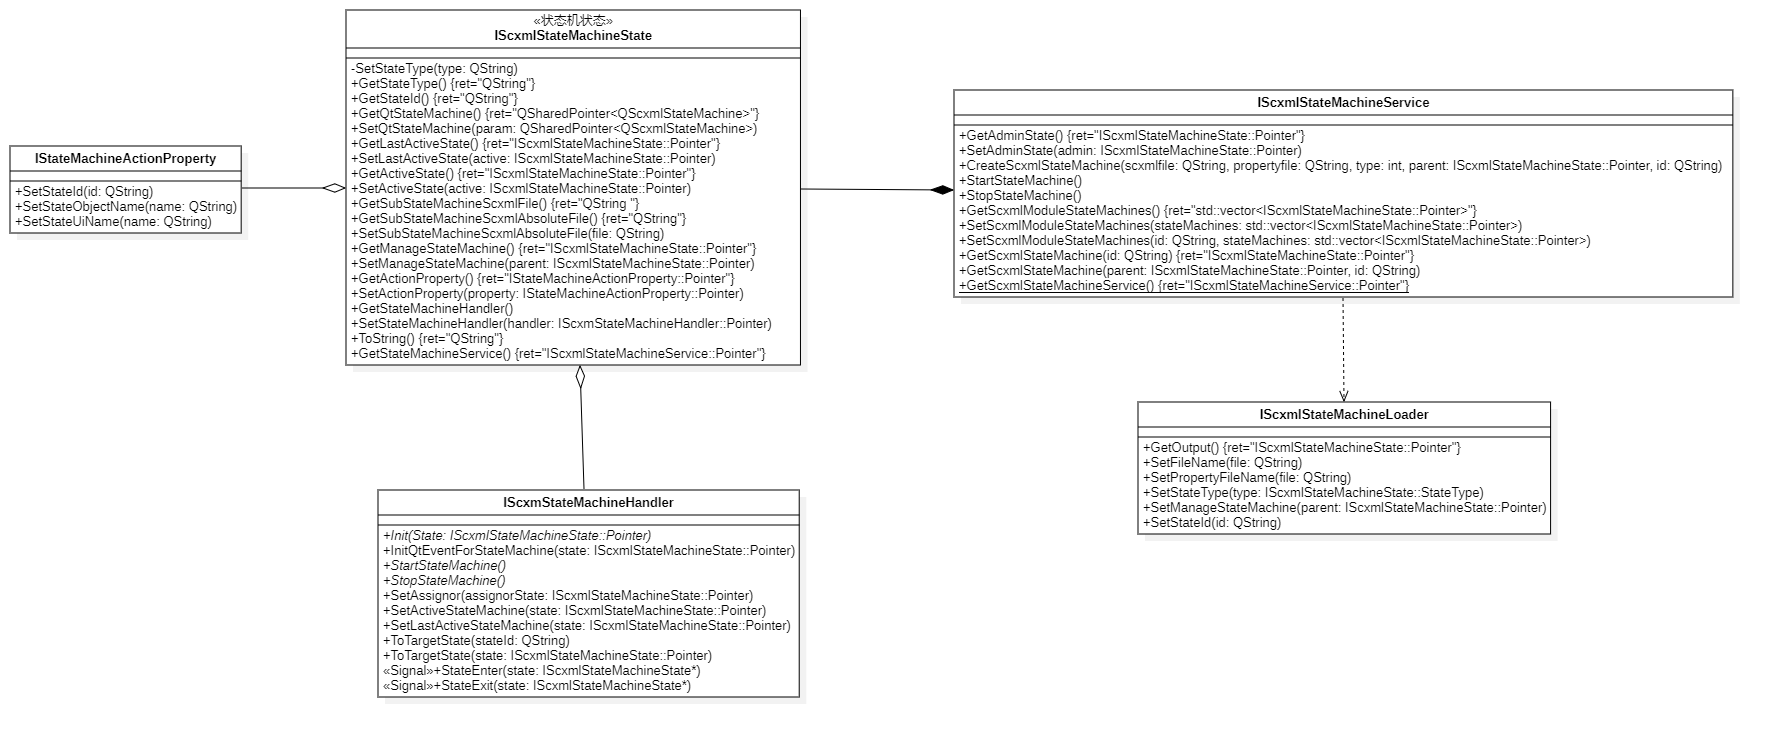 «状态机状态»
IScxmlStateMachineState
-SetStateType(type: QString)
+GetStateType() {ret="QString"}
+GetStateId() {ret="QString"}
+GetQtStateMachine() {ret="QSharedPointer<QScxmlStateMachine>"}
+SetQtStateMachine(param: QSharedPointer<QScxmlStateMachine>)
+GetLastActiveState() {ret="IScxmlStateMachineState::Pointer"}
+SetLastActiveState(active: IScxmlStateMachineState::Pointer)
+GetActiveState() {ret="IScxmlStateMachineState::Pointer"}
+SetActiveState(active: IScxmlStateMachineState::Pointer)
+GetSubStateMachineScxmlFile() {ret="QString "}
+GetSubStateMachineScxmlAbsoluteFile() {ret="QString"}
+SetSubStateMachineScxmlAbsoluteFile(file: QString)
+GetManageStateMachine() {ret="IScxmlStateMachineState::Pointer"}
+SetManageStateMachine(parent: IScxmlStateMachineState::Pointer)
+GetActionProperty() {ret="IStateMachineActionProperty::Pointer"}
+SetActionProperty(property: IStateMachineActionProperty::Pointer)
+GetStateMachineHandler()
+SetStateMachineHandler(handler: IScxmStateMachineHandler::Pointer)
+ToString() {ret="QString"}
+GetStateMachineService() {ret="IScxmlStateMachineService::Pointer"}
IStateMachineActionProperty
+SetStateId(id: QString)
+SetStateObjectName(name: QString)
+SetStateUiName(name: QString)
IScxmlStateMachineService
+GetAdminState() {ret="IScxmlStateMachineState::Pointer"}
+SetAdminState(admin: IScxmlStateMachineState::Pointer)
+CreateScxmlStateMachine(scxmlfile: QString, propertyfile: QString, type: int, parent: IScxmlStateMachineState::Pointer, id: QString)
+StartStateMachine()
+StopStateMachine()
+GetScxmlModuleStateMachines() {ret="std::vector<IScxmlStateMachineState::Pointer>"}
+SetScxmlModuleStateMachines(stateMachines: std::vector<IScxmlStateMachineState::Pointer>)
+SetScxmlModuleStateMachines(id: QString, stateMachines: std::vector<IScxmlStateMachineState::Pointer>)
+GetScxmlStateMachine(id: QString) {ret="IScxmlStateMachineState::Pointer"}
+GetScxmlStateMachine(parent: IScxmlStateMachineState::Pointer, id: QString)
+GetScxmlStateMachineService() {ret="IScxmlStateMachineService::Pointer"}
IScxmlStateMachineLoader
+GetOutput() {ret="IScxmlStateMachineState::Pointer"}
+SetFileName(file: QString)
+SetPropertyFileName(file: QString)
+SetStateType(type: IScxmlStateMachineState::StateType)
+SetManageStateMachine(parent: IScxmlStateMachineState::Pointer)
+SetStateId(id: QString)
IScxmStateMachineHandler
+Init(State: IScxmlStateMachineState::Pointer)
+InitQtEventForStateMachine(state: IScxmlStateMachineState::Pointer)
+StartStateMachine()
+StopStateMachine()
+SetAssignor(assignorState: IScxmlStateMachineState::Pointer)
+SetActiveStateMachine(state: IScxmlStateMachineState::Pointer)
+SetLastActiveStateMachine(state: IScxmlStateMachineState::Pointer)
+ToTargetState(stateId: QString)
+ToTargetState(state: IScxmlStateMachineState::Pointer)
«Signal»+StateEnter(state: IScxmlStateMachineState*)
«Signal»+StateExit(state: IScxmlStateMachineState*)